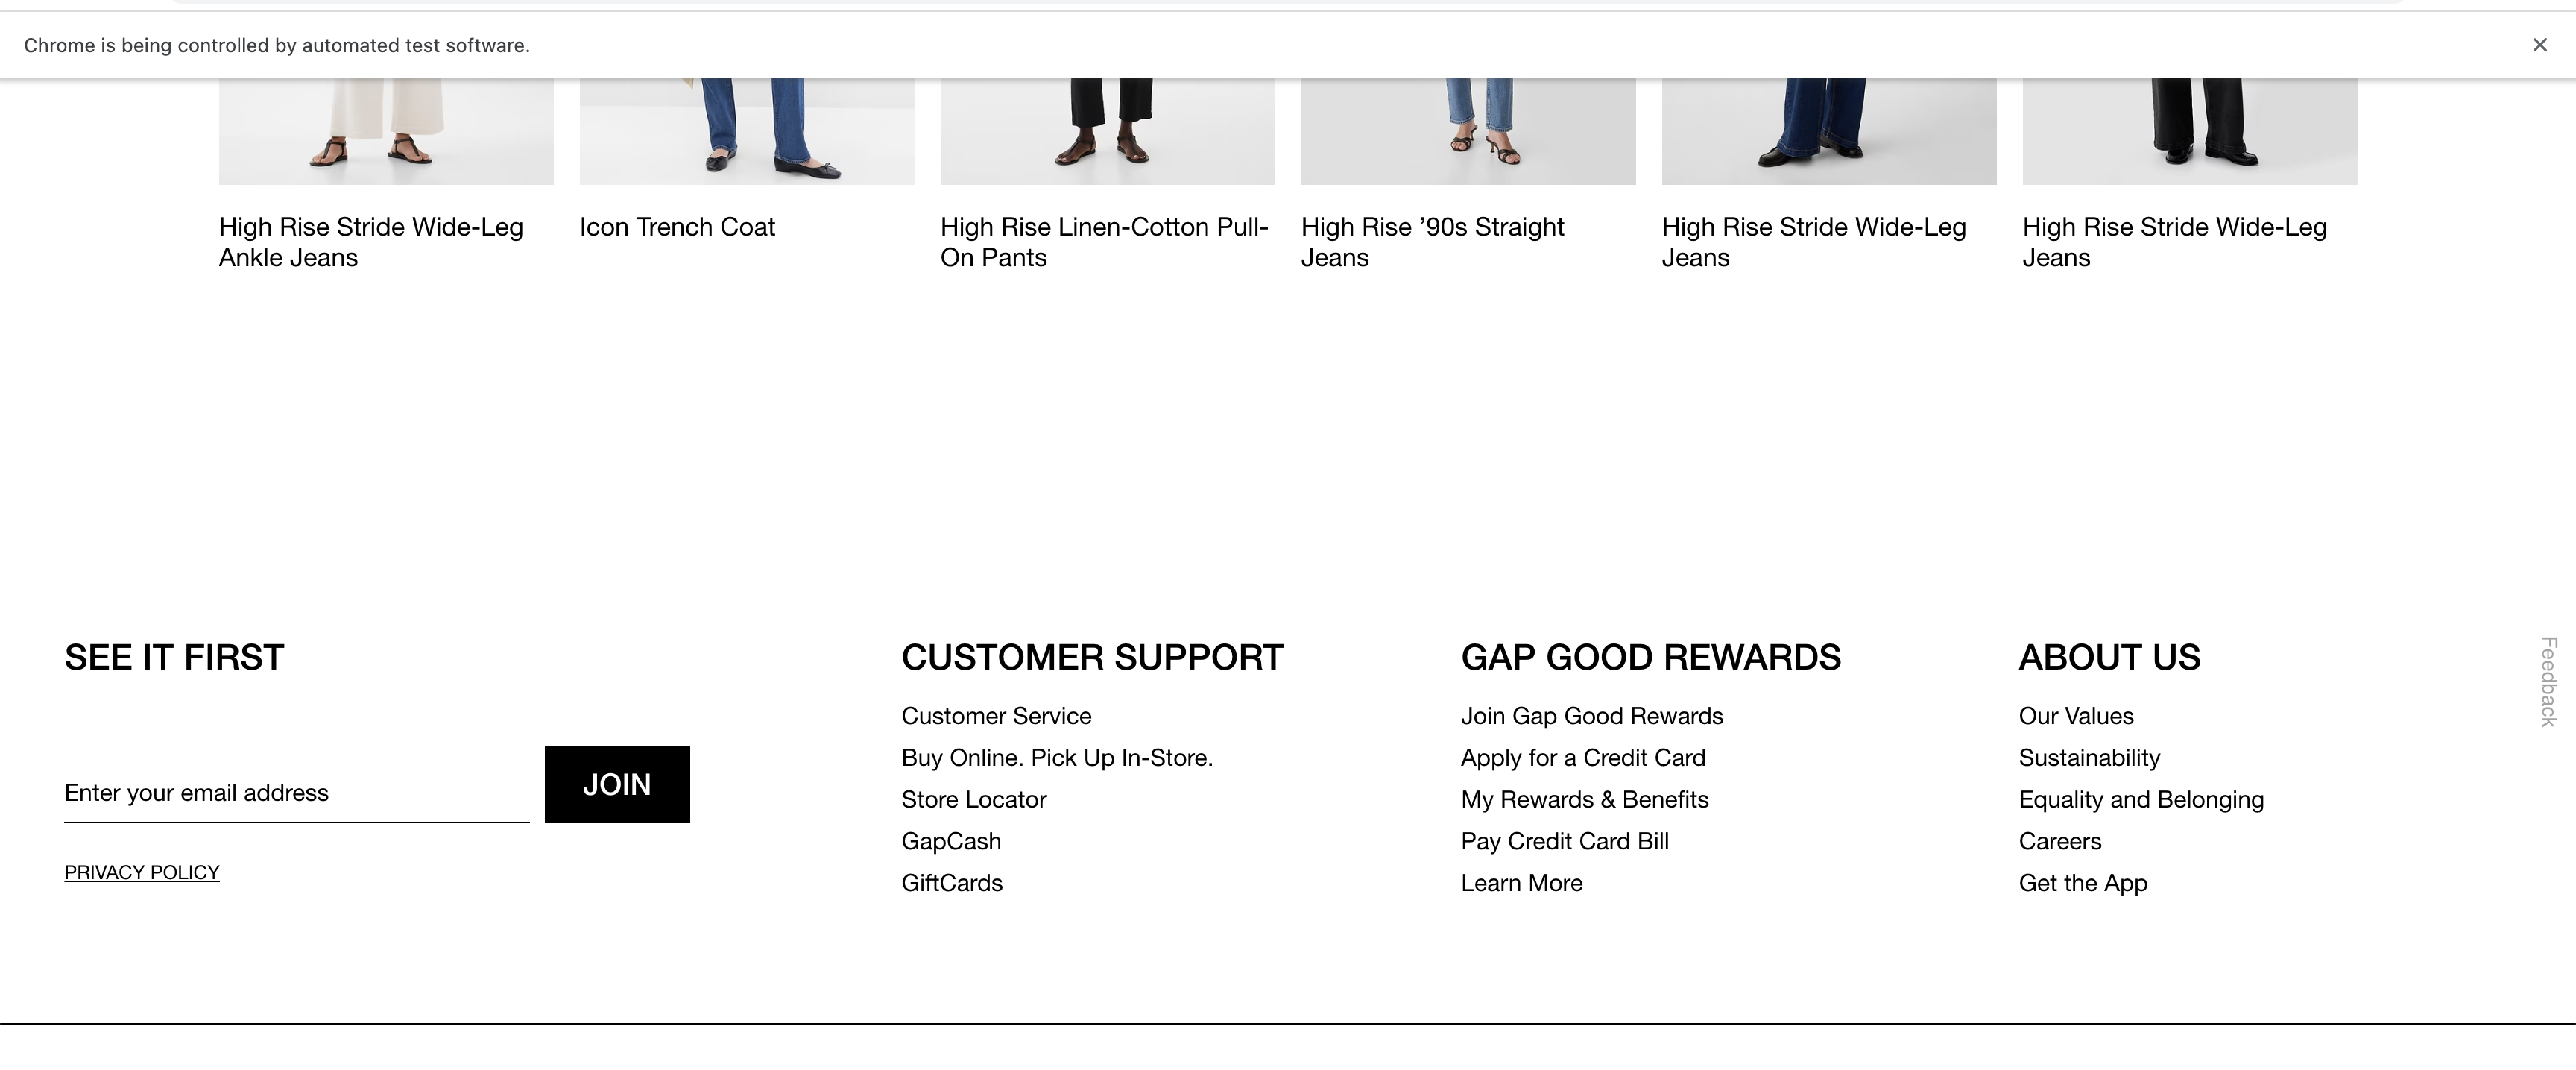 Chrome is being controlled by automated test software.
High Rise Stride Wide-Leg
Ankle Jeans
Icon Trench Coat
High Rise Linen-Cotton Pull-
On Pants
High Rise ’90s Straight
Jeans
High Rise Stride Wide-Leg
Jeans
High Rise Stride Wide-Leg
Jeans
SEE IT FIRST
Enter your email address
JOIN
PRIVACY POLICY
CUSTOMER SUPPORT
Customer Service
Buy Online. Pick Up In-Store.
Store Locator
GapCash
GiftCards
GAP GOOD REWARDS
Join Gap Good Rewards
Apply for a Credit Card
My Rewards & Benefits
Pay Credit Card Bill
Learn More
ABOUT US
Our Values
Sustainability
Equality and Belonging
Careers
Get the App
Feedback